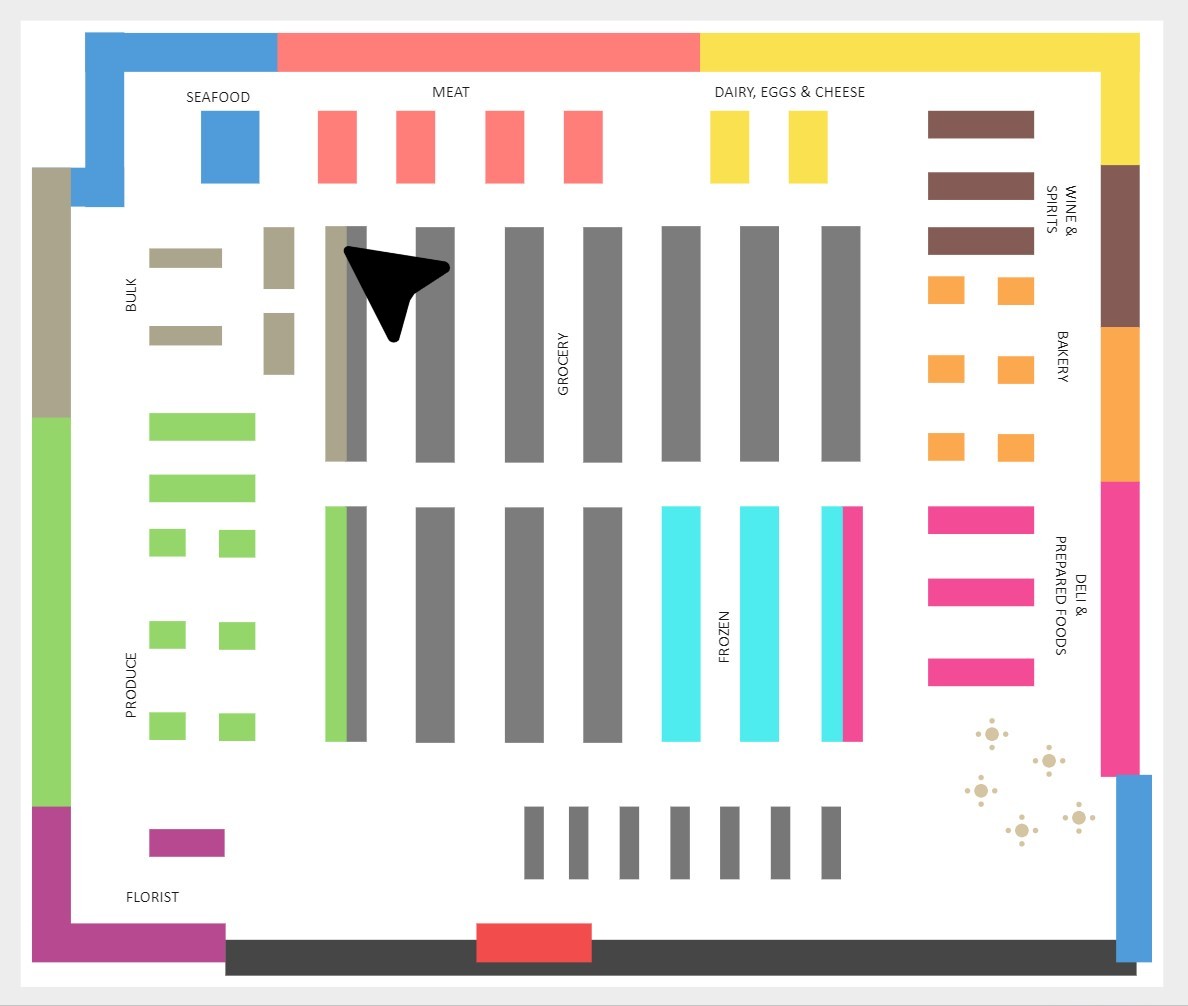 SEAFOOD
MEAT
DAIRY, EGGS & CHEESE
WINE &
SPIRITS
BULK
GROCERY
BAKERY
DELI &
PREPARED FOODS
FROZEN
PRODUCE
FLORIST